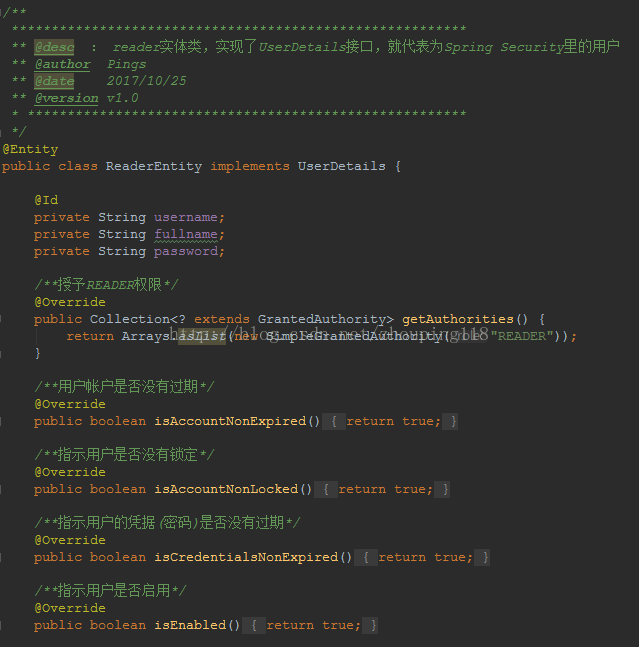 /**
************************************************************
** @desc : reader实体类，实现了UserDetails接口，就代表为Spring Security里的用户
** @author Pings
** @date 2017/10/25
** @version v1.0
* ************************************************************
*/
@Entity
public class ReaderEntity implements UserDetails {
@Id
private String username;
private String fullname;
private String password;
/**授予READER权限*/
@Override
public Collection<? extends GrantedAuthority> getAuthorities() {
return Arrays.asList(new SimpleGrantedAuthority( role: "READER"));
}
/**用户帐户是否没有过期*/
@Override
public boolean isAccountNonExpired() { return true; }
/**指示用户是否没有锁定*/
@Override
public boolean isAccountNonLocked() { return true; }
/**指示用户的凭据(密码)是否没有过期*/
@Override
public boolean isCredentialsNonExpired() { return true; }
/**指示用户是否启用*/
@Override
public boolean isEnabled() { return true; }